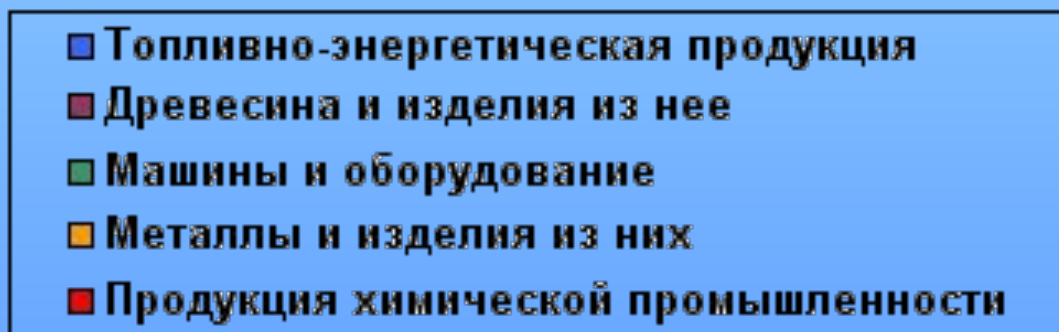 Топливно-энергетическая продукция
Древесина и изделия из нее
Машины и оборудование
Металлы и изделия из них
Продукция химической промышленности